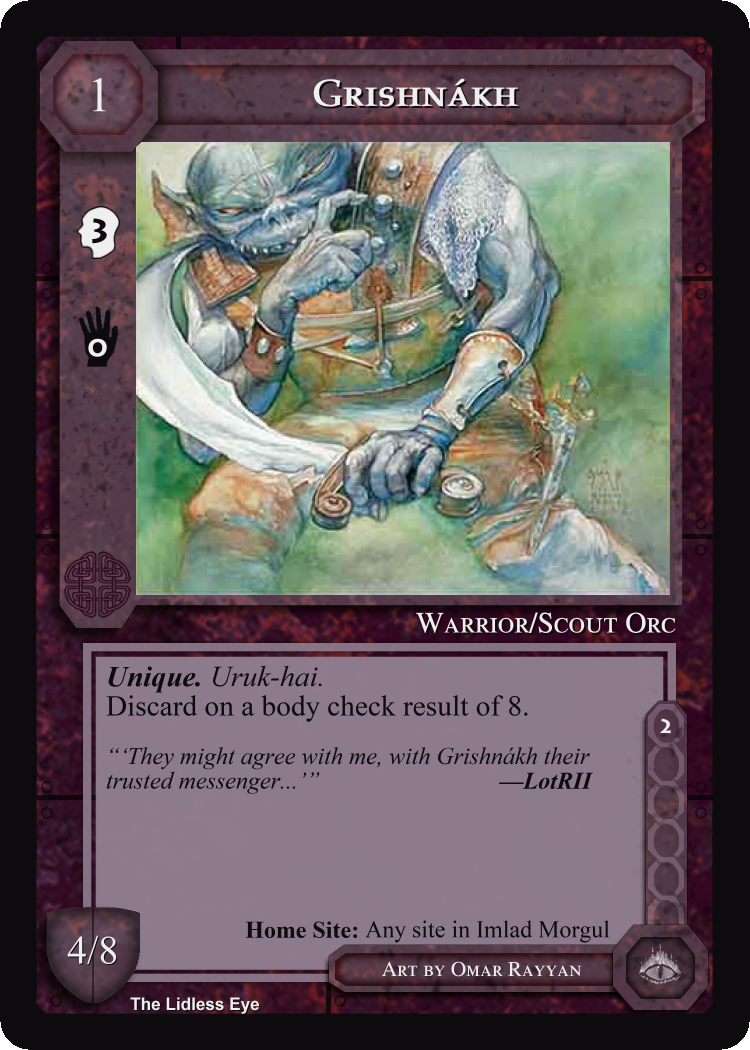 1
GRISHNÁKH
3
0
WARRIOR/SCOUT ORC
Unique. Uruk-hai.
Discard on a body check result of 8.
2
“‘They might agree with me, with Grishnákh their
trusted messenger...’” —LotRII
Home Site: Any site in Imlad Morgul
4/8
ART BY OMAR RAYYAN
The Lidless Eye